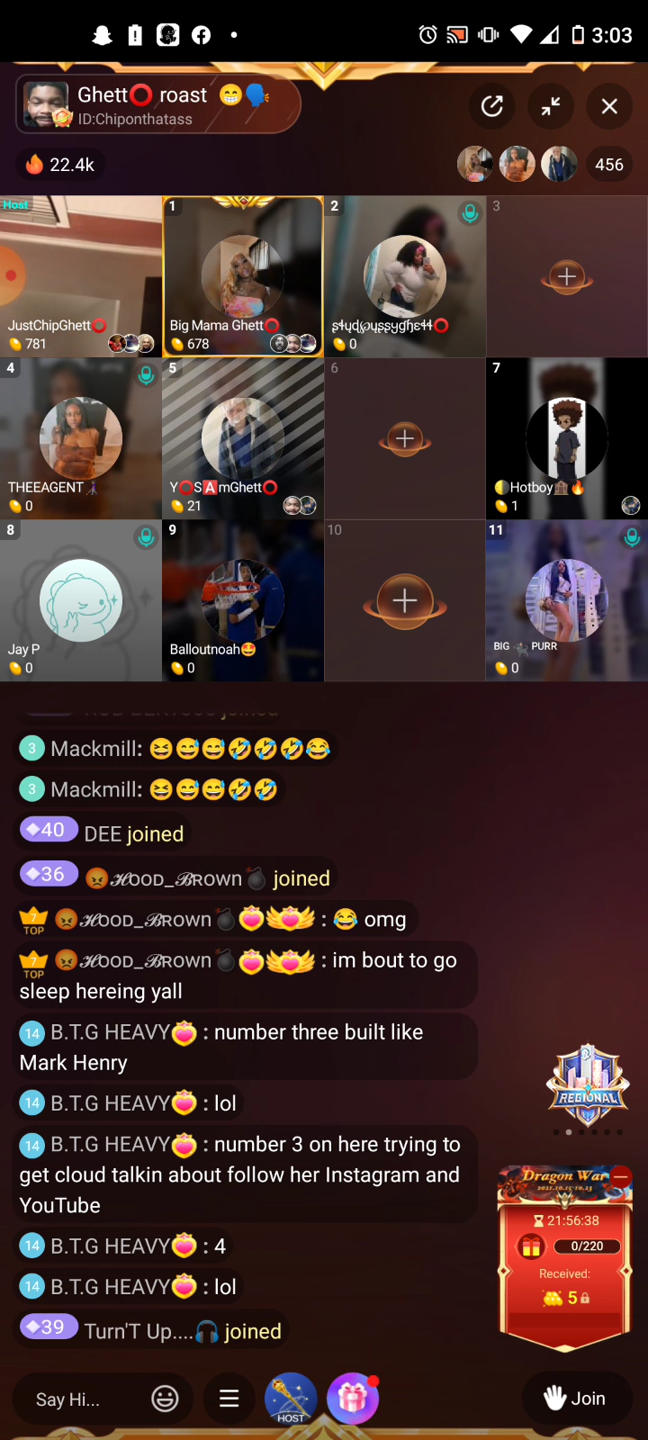 3:03
Ghett⭕ roast 😁🗣️
ID:Chiponthatass
22.4k
456
Host
JustChipGhett⭕
781
1
Big Mama Ghett⭕
678
2
0
3
4
THEEAGENT
0
5
Y⭕S🅰️mGhett⭕
21
6
7
Hotboy
1
8
Jay P
0
9
Balloutnoah🤩
0
10
11
BIG PURR
0
joined
3 Mackmill: 😆😅😅🤣🤣🤣😂
3 Mackmill: 😆😅😅🤣🤣
40 DEE joined
36 😡ℋOOD_ℬROWN💣 joined
7 TOP 😡ℋOOD_ℬROWN💣 : 😂 omg
7 TOP 😡ℋOOD_ℬROWN💣 : im bout to go
sleep hereing yall
14 B.T.G HEAVY : number three built like
Mark Henry
14 B.T.G HEAVY : lol
14 B.T.G HEAVY : number 3 on here trying to
get cloud talkin about follow her Instagram and
YouTube
14 B.T.G HEAVY : 4
14 B.T.G HEAVY : lol
39 Turn'T Up....🎧 joined
REGIONAL
Dragon War
21:56:38
0/220
Received:
5
Say Hi...
HOST
Join